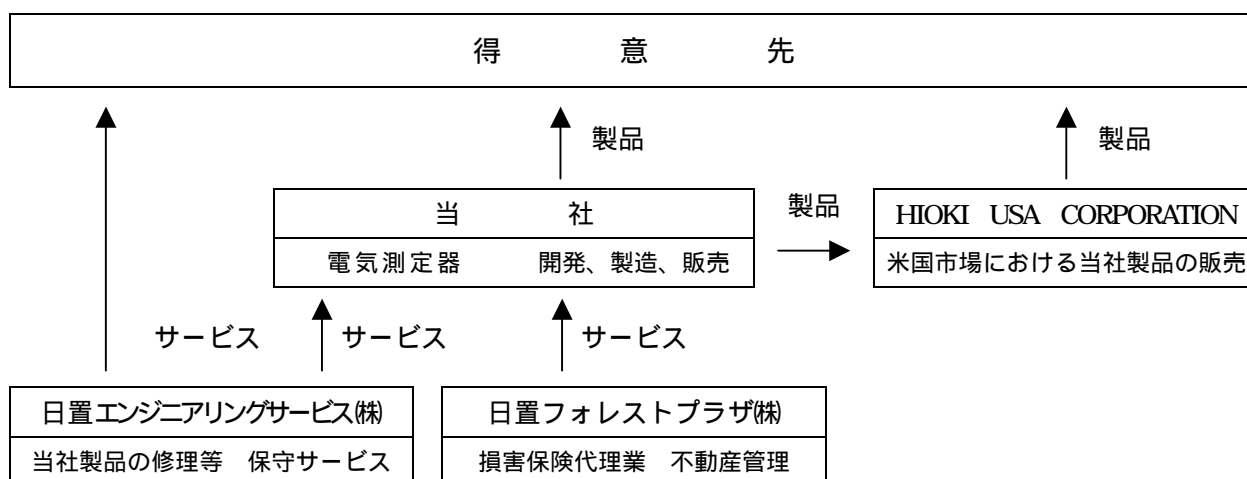 得 意 先
製品
製品
当 社
電気測定器 開発、製造、販売
製品
HIOKI USA CORPORATION
米国市場における当社製品の販売
サービス
サービス
サービス
日置エンジニアリングサービス㈱
当社製品の修理等 保守サービス
日置フォレストプラザ㈱
損害保険代理業 不動産管理